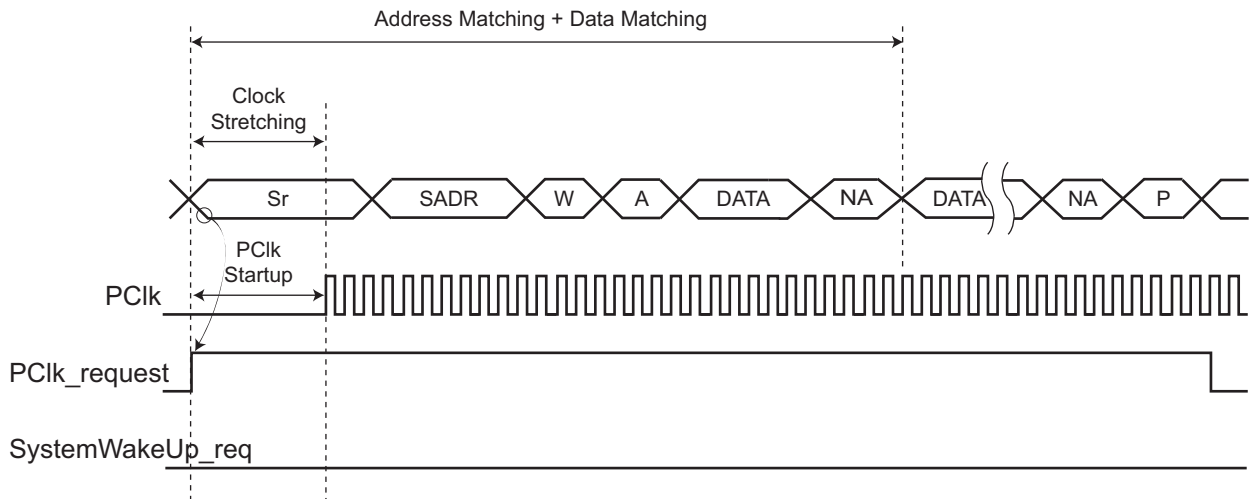 Address Matching + Data Matching
Clock
Stretching
Sr SADR W A DATA NA DATA NA P
PClk
Startup
PClk
PClk_request
SystemWakeUp_req